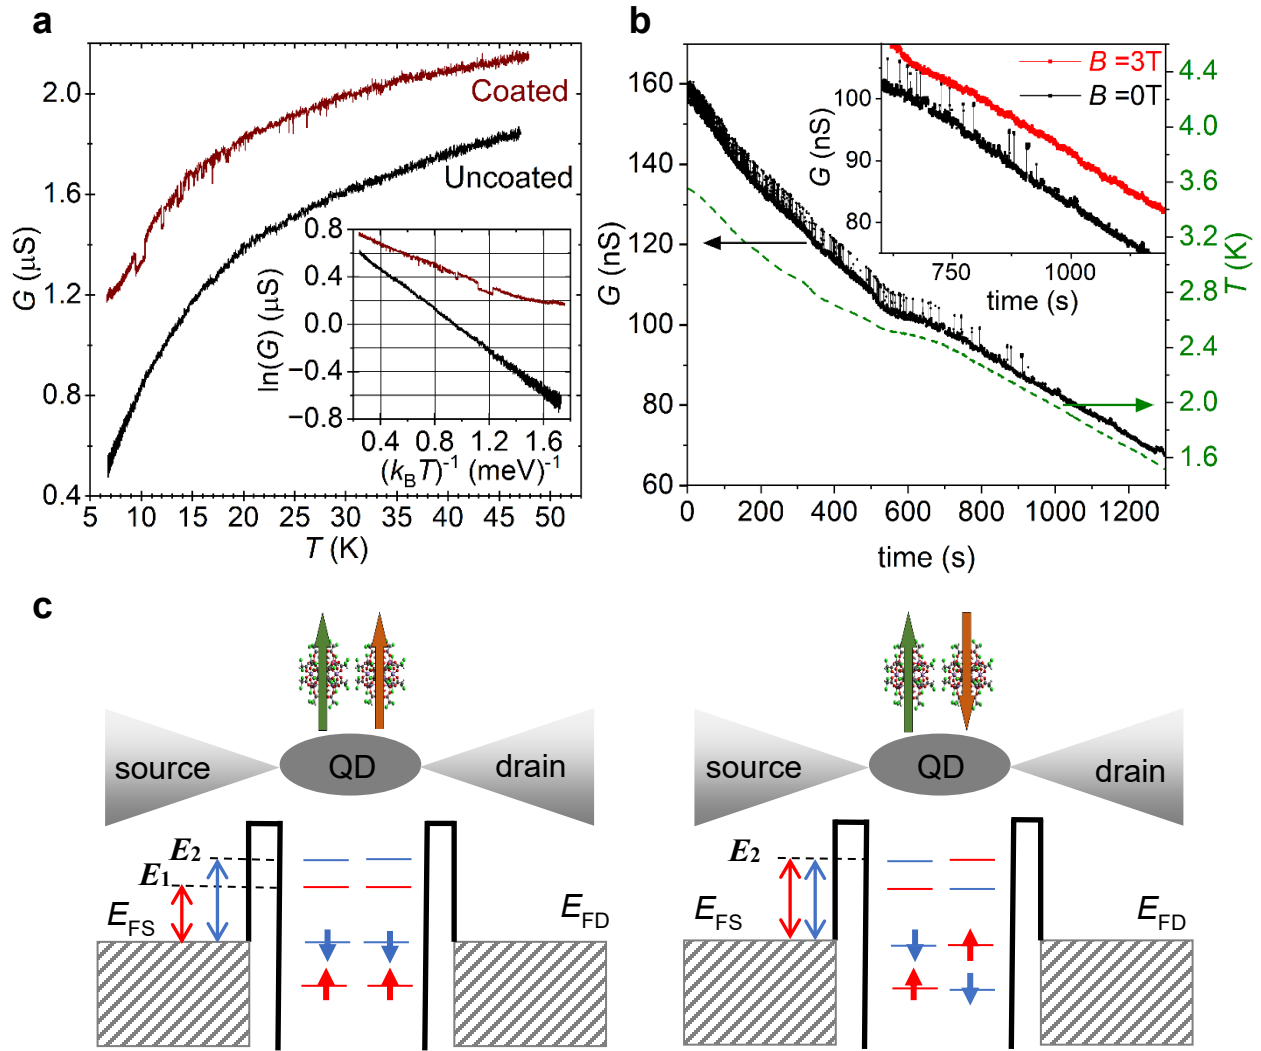 a
2.0
1.6
1.2
0.8
0.4
G (μS)
Coated
Uncoated
0.8
0.4
0.0
−0.4
−0.8
ln(G) (μS)
0.4 0.8 1.2 1.6
(kBT)-1 (meV)-1
5 10 15 20 25 30 35 40 45 50
T (K)
b
160
140
120
100
80
60
G (nS)
B =3T
B =0T
100
90
80
G (nS)
750 1000
time (s)
4.4
4.0
3.6
3.2
2.8
2.4
2.0
1.6
T (K)
0 200 400 600 800 1000 1200
time (s)
c
source QD drain
E2
E1
EFS
EFD
source QD drain
E2
EFS
EFD